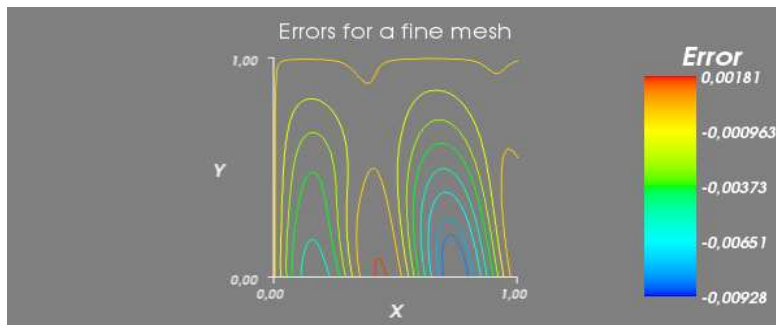 Errors for a fine mesh
Error
1,00
0,00181
-0,000963
Y
-0,00373
-0,00651
0,00
-0,00928
0,00
1,00
X